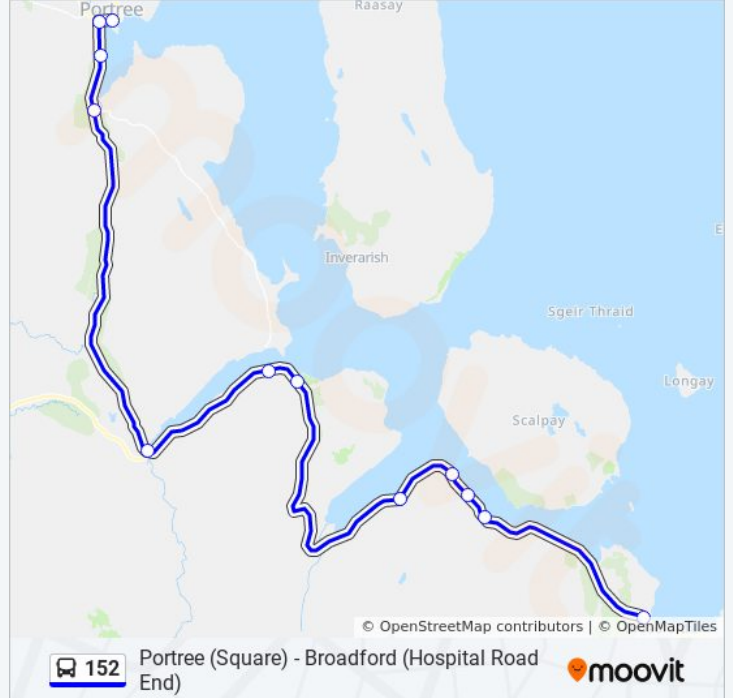 Portree
Raasay
Inverarish
E
Sgeir Thraid
Longay
Scalpay
© OpenStreetMap contributors | © OpenMapTiles
152
Portree (Square) - Broadford (Hospital Road
End)
moovit